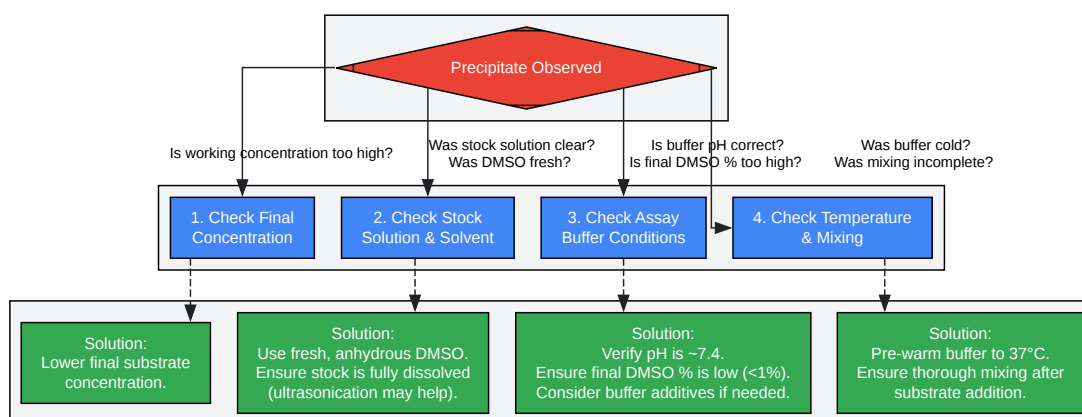 Precipitate Observed
Is working concentration too high?
Was stock solution clear?
Was DMSO fresh?
Is buffer pH correct?
Is final DMSO % too high?
Was buffer cold?
Was mixing incomplete?
1. Check Final
Concentration
2. Check Stock
Solution & Solvent
3. Check Assay
Buffer Conditions
4. Check Temperature
& Mixing
Solution:
Lower final substrate
concentration.
Solution:
Use fresh, anhydrous DMSO.
Ensure stock is fully dissolved
(ultrasonication may help).
Solution:
Verify pH is ~7.4.
Ensure final DMSO % is low (<1%).
Consider buffer additives if needed.
Solution:
Pre-warm buffer to 37°C.
Ensure thorough mixing after
substrate addition.